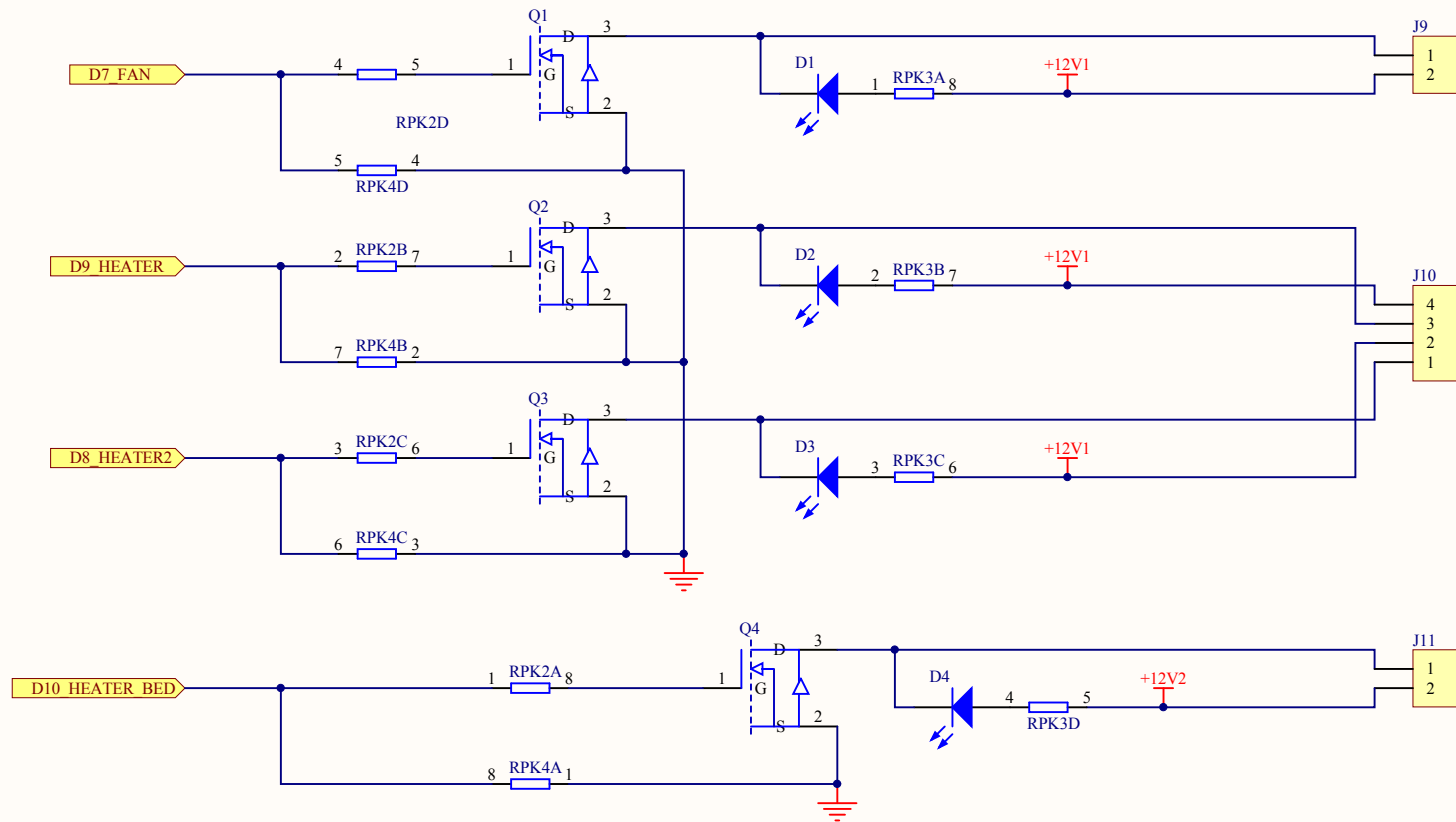 Q1
3
D
J9
D7_FAN
4
5
1
G
D1
+12V1
1
RPK3A
8
1
2
2
S
RPK2D
5
4
RPK4D
Q2
3
D
D9_HEATER
2
RPK2B
7
1
G
D2
+12V1
2
RPK3B
7
J10
4
3
2
1
2
S
7
RPK4B
2
Q3
3
D
D8_HEATER2
3
RPK2C
6
1
G
D3
+12V1
3
RPK3C
6
2
S
6
RPK4C
3
Q4
3
D
J11
D10_HEATER_BED
1
RPK2A
8
1
G
D4
+12V2
4
RPK3D
5
1
2
2
S
8
RPK4A
1